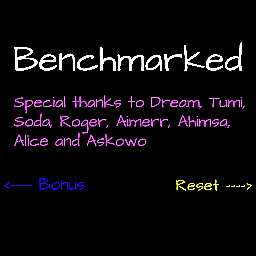 Benchmarked
Special thanks to Dream, Tumi,
Soda, Roger, Aimerr, Ahimsa,
Alice and Askowo
<---- Bonus
Reset ---->